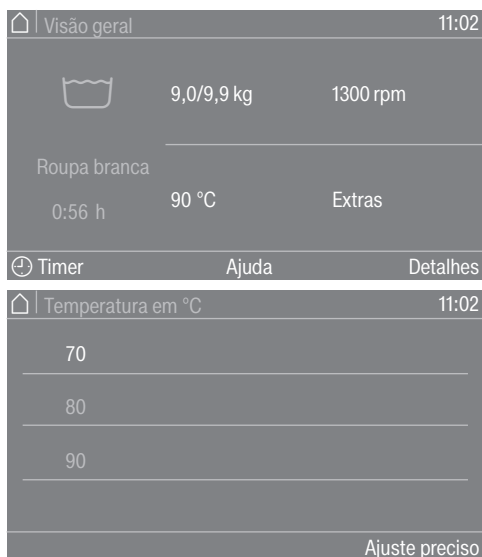 Visão geral 11:02
9,0/9,9 kg 1300 rpm
Roupa branca
0:56 h
90 °C Extras
Timer Ajuda Detalhes
Temperatura em °C 11:02
70
80
90
Ajuste preciso